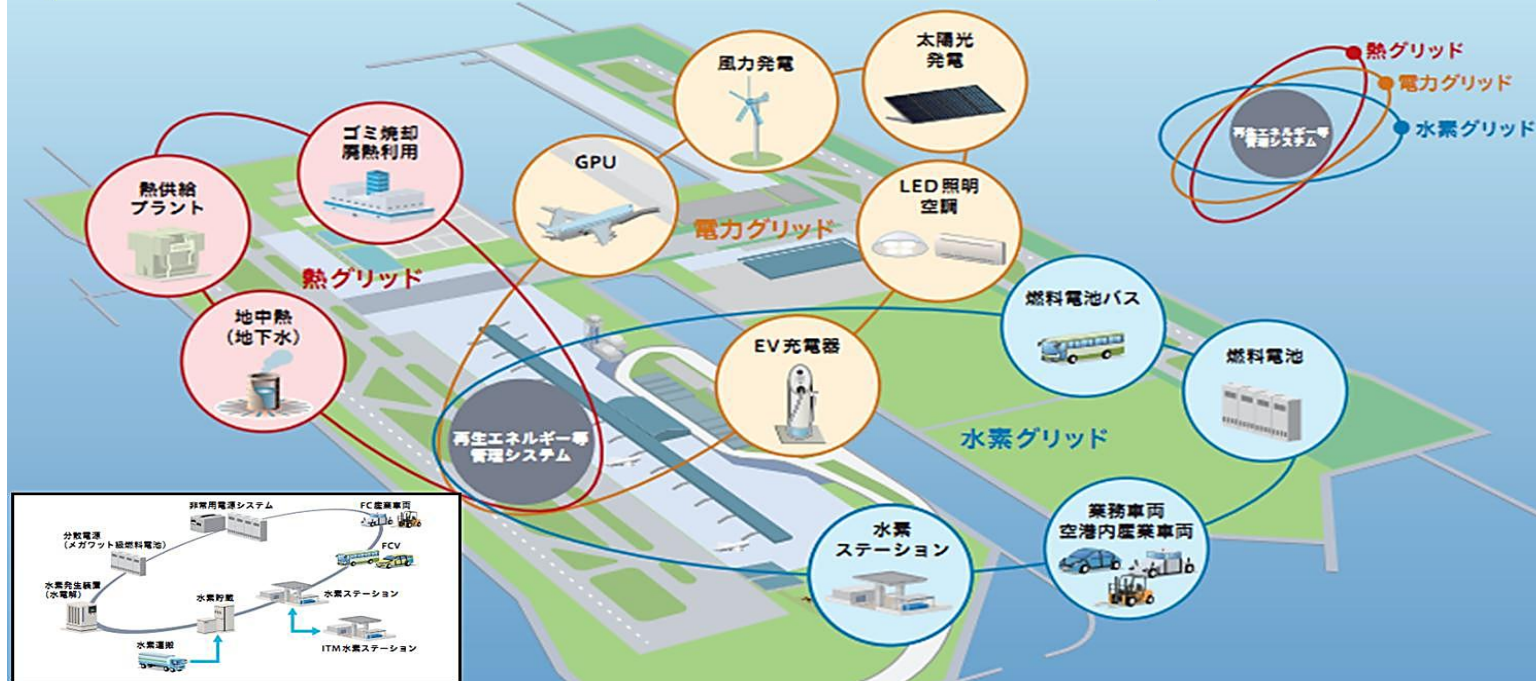 風力発電
太陽光
発電
熱グリッド
電力グリッド
水素グリッド
再生エネルギー等
管理システム
ゴミ焼却
廃熱利用
GPU
熱供給
プラント
LED照明
空調
電力グリッド
熱グリッド
地中熱
(地下水)
燃料電池バス
EV充電器
燃料電池
再生エネルギー等
管理システム
水素グリッド
業務車両
空港内産業車両
水素
ステーション
非常用電源システム
FC産業車両
分散電源
(メガワット級燃料電池)
FCV
水素発生装置
(水電解)
水素貯蔵
水素ステーション
水素運搬
ITM水素ステーション